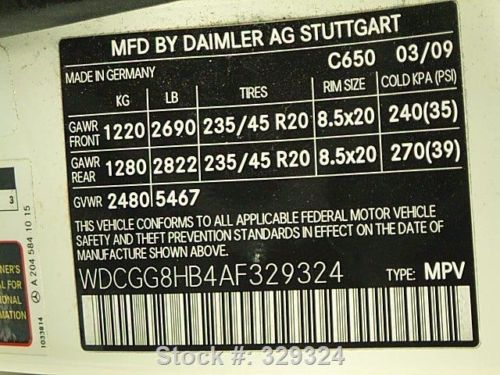 MFD BY DAIMLER AG STUTTGART
MADE IN GERMANY C650 03/09
KG LB TIRES RIM SIZE COLD KPA (PSI)
GAWR FRONT 1220 2690 235/45 R20 8.5x20 240(35)
GAWR REAR 1280 2822 235/45 R20 8.5x20 270(39)
GVWR 2480 5467
THIS VEHICLE CONFORMS TO ALL APPLICABLE FEDERAL MOTOR VEHICLE
SAFETY AND THEFT PREVENTION STANDARDS IN EFFECT ON THE DATE OF
MANUFACTURE SHOWN ABOVE.
WDCGG8HB4AF329324 TYPE: MPV
3
A 204 584 10 15
1033814
Stock #: 329324